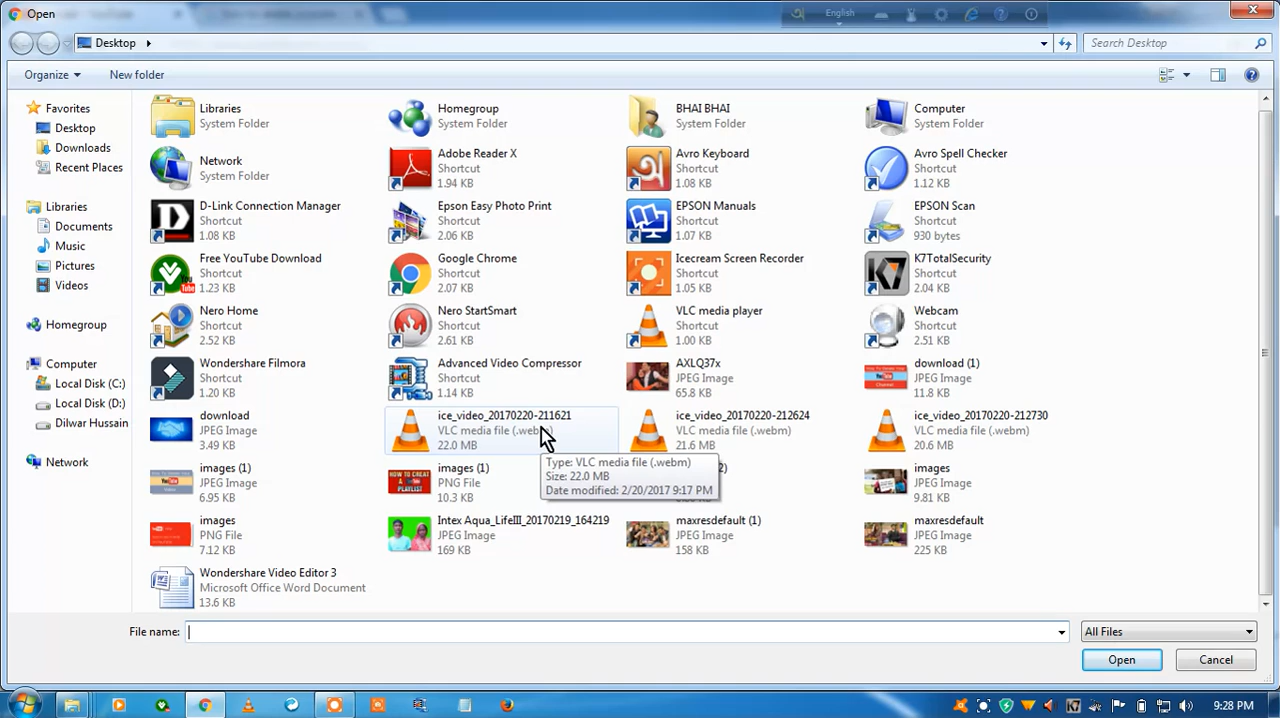 Open
English
Desktop
Search Desktop
Organize
New folder
Favorites
Desktop
Downloads
Recent Places
Libraries
Documents
Music
Pictures
Videos
Homegroup
Computer
Local Disk (C:)
Local Disk (D:)
Dilwar Hussain
Network
Libraries
System Folder
Homegroup
System Folder
BHAI BHAI
System Folder
Computer
System Folder
Network
System Folder
Adobe Reader X
Shortcut
1.94 KB
Avro Keyboard
Shortcut
1.08 KB
Avro Spell Checker
Shortcut
1.12 KB
D-Link Connection Manager
Shortcut
1.08 KB
Epson Easy Photo Print
Shortcut
2.06 KB
EPSON Manuals
Shortcut
1.07 KB
EPSON Scan
Shortcut
930 bytes
Free YouTube Download
Shortcut
1.23 KB
Google Chrome
Shortcut
2.07 KB
Icecream Screen Recorder
Shortcut
1.05 KB
K7TotalSecurity
Shortcut
1.04 KB
Nero Home
Shortcut
2.52 KB
Nero StartSmart
Shortcut
2.61 KB
VLC media player
Shortcut
1.00 KB
Webcam
Shortcut
2.51 KB
Wondershare Filmora
Shortcut
1.20 KB
Advanced Video Compressor
Shortcut
1.14 KB
AXLQ37x
JPEG Image
65.8 KB
download (1)
JPEG Image
11.8 KB
download
JPEG Image
3.49 KB
ice_video_20170220-211621
VLC media file (.webm)
22.0 MB
ice_video_20170220-212624
VLC media file (.webm)
21.6 MB
ice_video_20170220-212730
VLC media file (.webm)
20.6 MB
images (1)
JPEG Image
6.95 KB
images (1)
PNG File
10.3 KB
Type: VLC media file (.webm)
Size: 22.0 MB
Date modified: 2/20/2017 9:17 PM
images
JPEG Image
9.81 KB
images
PNG File
7.12 KB
Intex Aqua_LifeIII_20170219_164219
JPEG Image
169 KB
maxresdefault (1)
JPEG Image
158 KB
maxresdefault
JPEG Image
225 KB
Wondershare Video Editor 3
Microsoft Office Word Document
13.6 KB
File name:
All Files
Open
Cancel
9:28 PM